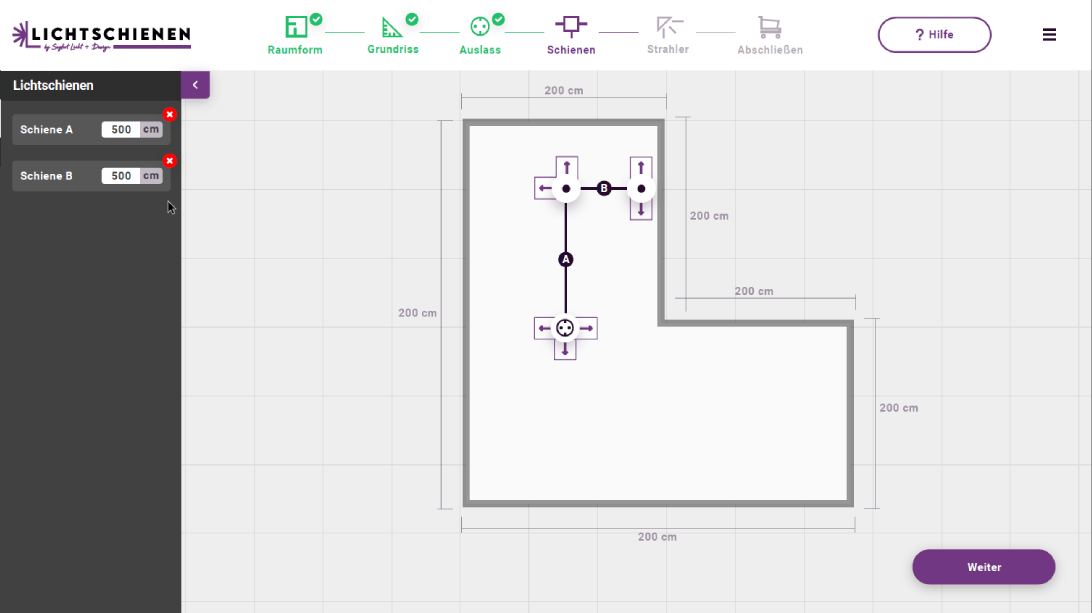 LICHTSCHIENEN
by Seyfert Licht + Design
Raumform
Grundriss
Auslass
Schienen
Strahler
Abschließen
? Hilfe
Lichtschienen
Schiene A 500 cm
Schiene B 500 cm
200 cm
B
200 cm
A
200 cm
200 cm
200 cm
200 cm
Weiter